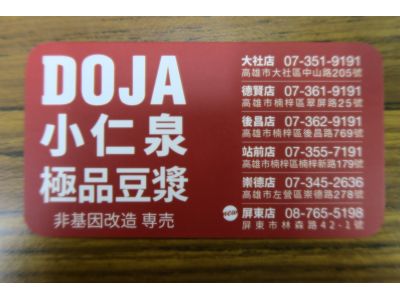 DOJA
小仁泉
極品豆漿
非基因改造 専売
大社店 07-351-9191
高雄市大社區中山路205號
德賢店 07-361-9191
高雄市楠梓區翠屏路25號
後昌店 07-362-9191
高雄市楠梓區後昌路769號
站前店 07-355-7191
高雄市楠梓區楠梓新路179號
崇德店 07-345-2636
高雄市左營區崇德路278號
new 屏東店 08-765-5198
屏東市林森路42-1號